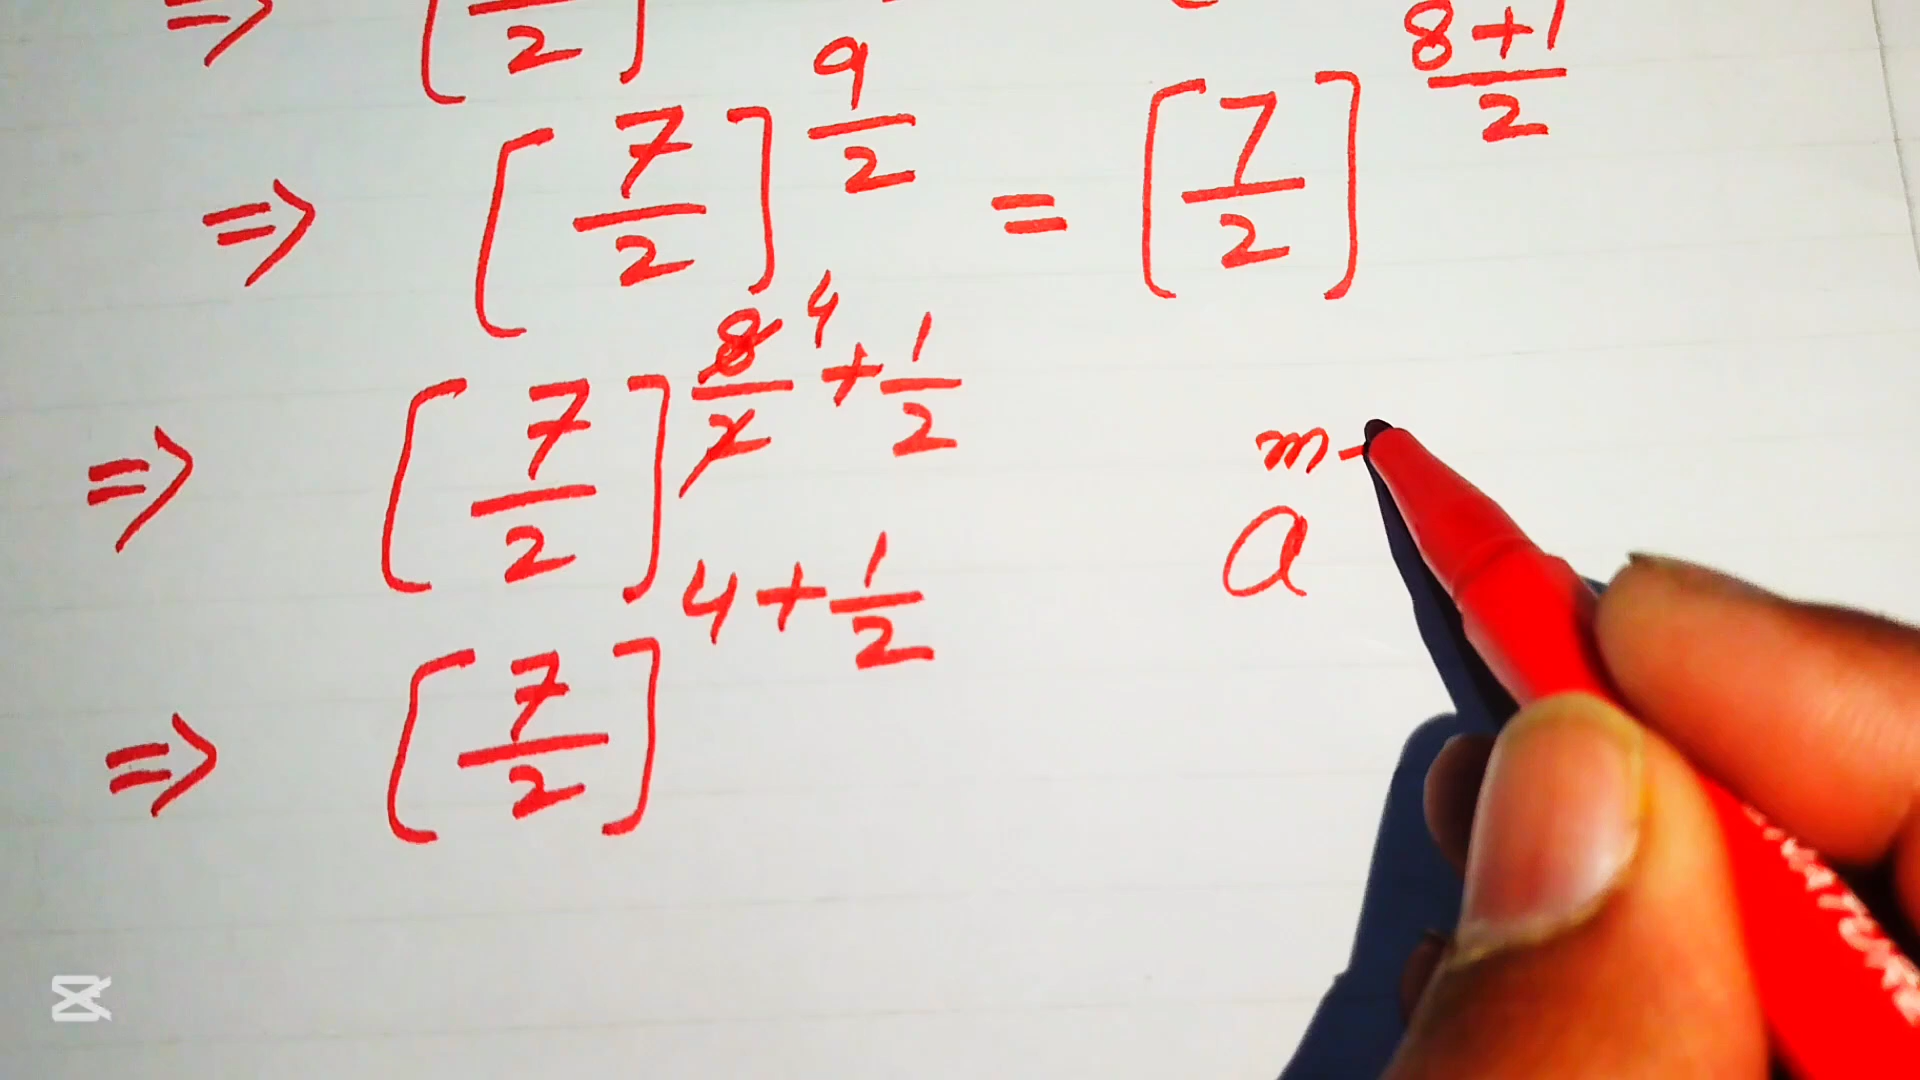 => [7/2]
=> [7/2]^(9/2) = [7/2]^((8+1)/2)
=> [7/2]^(8/2 4 + 1/2)
=> [7/2]^(4+1/2)
a^(m-